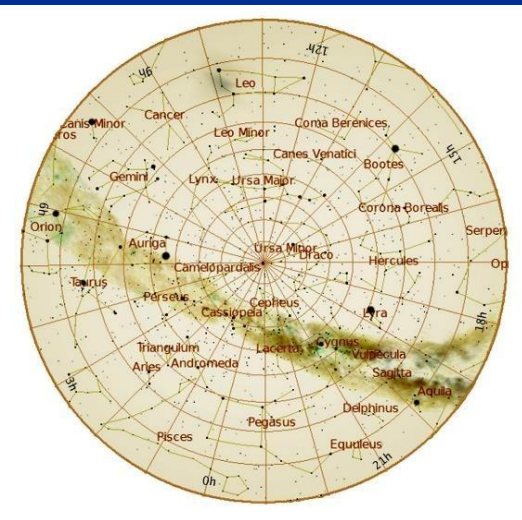 12h
9h
Leo
Cancer
Canis Minor
ros
Coma Berenices
Leo Minor
15h
Canes Venatici
Bootes
Gemini
Lynx
Ursa Major
6h
Corona Borealis
Orion
Serpen
Auriga
Ursa Minor
Draco
Camelopardalis
Hercules
Op
Taurus
Perseus
Cepheus
Cassiopeia
Lyra
18h
Cygnus
Lacerta
Vulpecula
Triangulum
Aries
Andromeda
Sagitta
3h
Aquila
Delphinus
Pegasus
Pisces
Equuleus
21h
0h